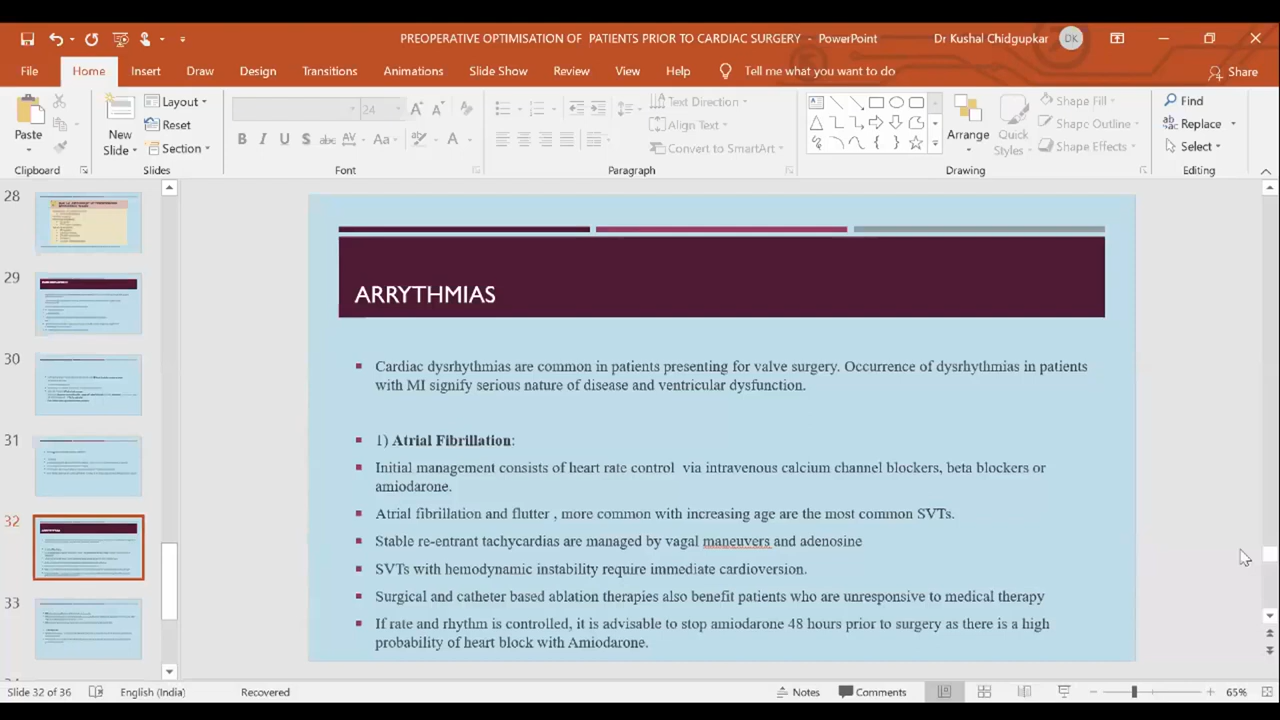 PREOPERATIVE OPTIMISATION OF PATIENTS PRIOR TO CARDIAC SURGERY - PowerPoint
Dr Kushal Chidgupkar
DK
File
Home
Insert
Draw
Design
Transitions
Animations
Slide Show
Review
View
Help
Tell me what you want to do
Share
Paste
New
Slide
Layout
Reset
Section
24
Text Direction
Align Text
Convert to SmartArt
Arrange
Quick
Styles
Shape Fill
Shape Outline
Shape Effects
Find
Replace
Select
Clipboard
Slides
Font
Paragraph
Drawing
Editing
28
29
30
31
32
33
ARRYTHMIAS
Cardiac dysrhythmias are common in patients presenting for valve surgery. Occurrence of dysrhythmias in patients
with MI signify serious nature of disease and ventricular dysfunction.
1) Atrial Fibrillation:
Initial management consists of heart rate control via intravenous calcium channel blockers, beta blockers or
amiodarone.
Atrial fibrillation and flutter , more common with increasing age are the most common SVTs.
Stable re-entrant tachycardias are managed by vagal maneuvers and adenosine
SVTs with hemodynamic instability require immediate cardioversion.
Surgical and catheter based ablation therapies also benefit patients who are unresponsive to medical therapy
If rate and rhythm is controlled, it is advisable to stop amiodarone 48 hours prior to surgery as there is a high
probability of heart block with Amiodarone.
Slide 32 of 36
English (India)
Recovered
Notes
Comments
65%